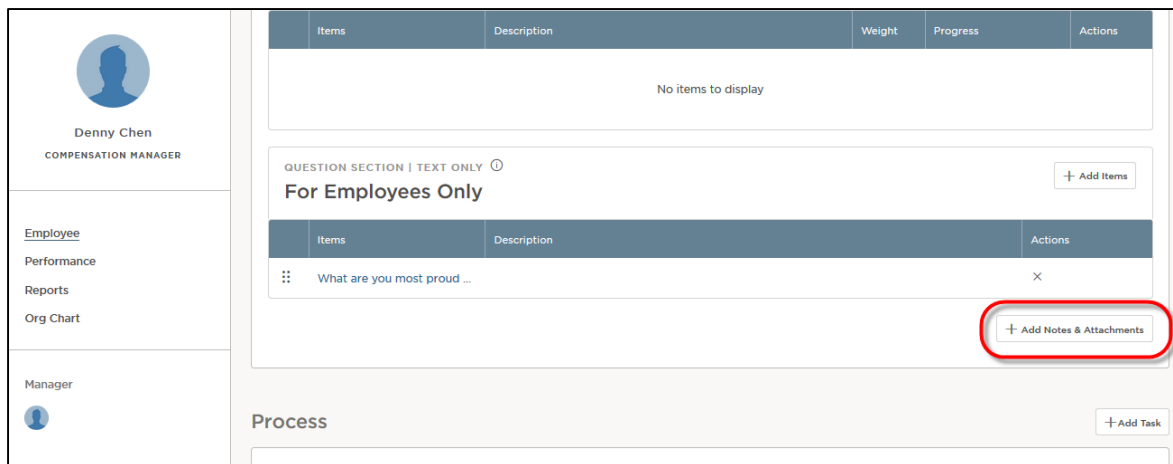 Denny Chen
COMPENSATION MANAGER
Employee
Performance
Reports
Org Chart
Manager
Items Description Weight Progress Actions
No items to display
QUESTION SECTION | TEXT ONLY
For Employees Only
+ Add Items
Items Description Actions
What are you most proud ...
+ Add Notes & Attachments
Process
+ Add Task